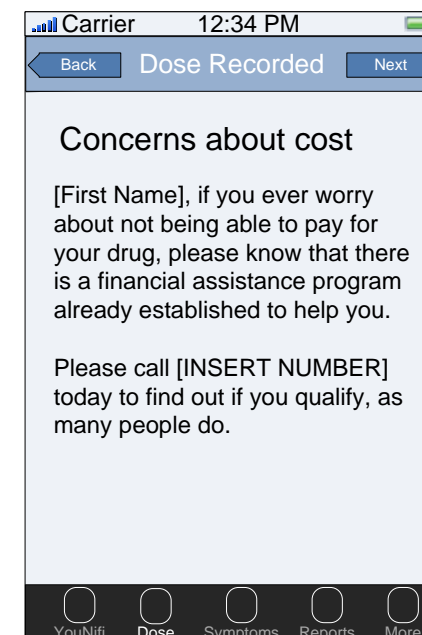 Carrier 12:34 PM
Back Dose Recorded Next
Concerns about cost
[First Name], if you ever worry
about not being able to pay for
your drug, please know that there
is a financial assistance program
already established to help you.
Please call [INSERT NUMBER]
today to find out if you qualify, as
many people do.
YouNifi Dose Symptoms Reports More